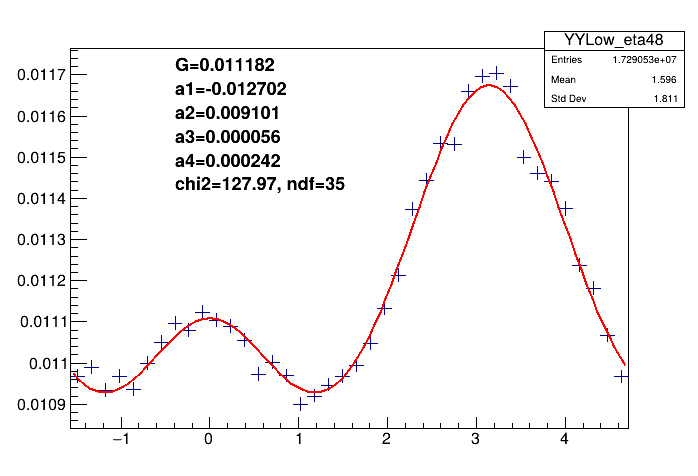 YYLow_eta48
Entries 1.729053e+07
Mean 1.596
Std Dev 1.811
G=0.011182
a1=-0.012702
a2=0.009101
a3=0.000056
a4=0.000242
chi2=127.97, ndf=35
0.0117
0.0116
0.0115
0.0114
0.0113
0.0112
0.0111
0.011
0.0109
−1 0 1 2 3 4